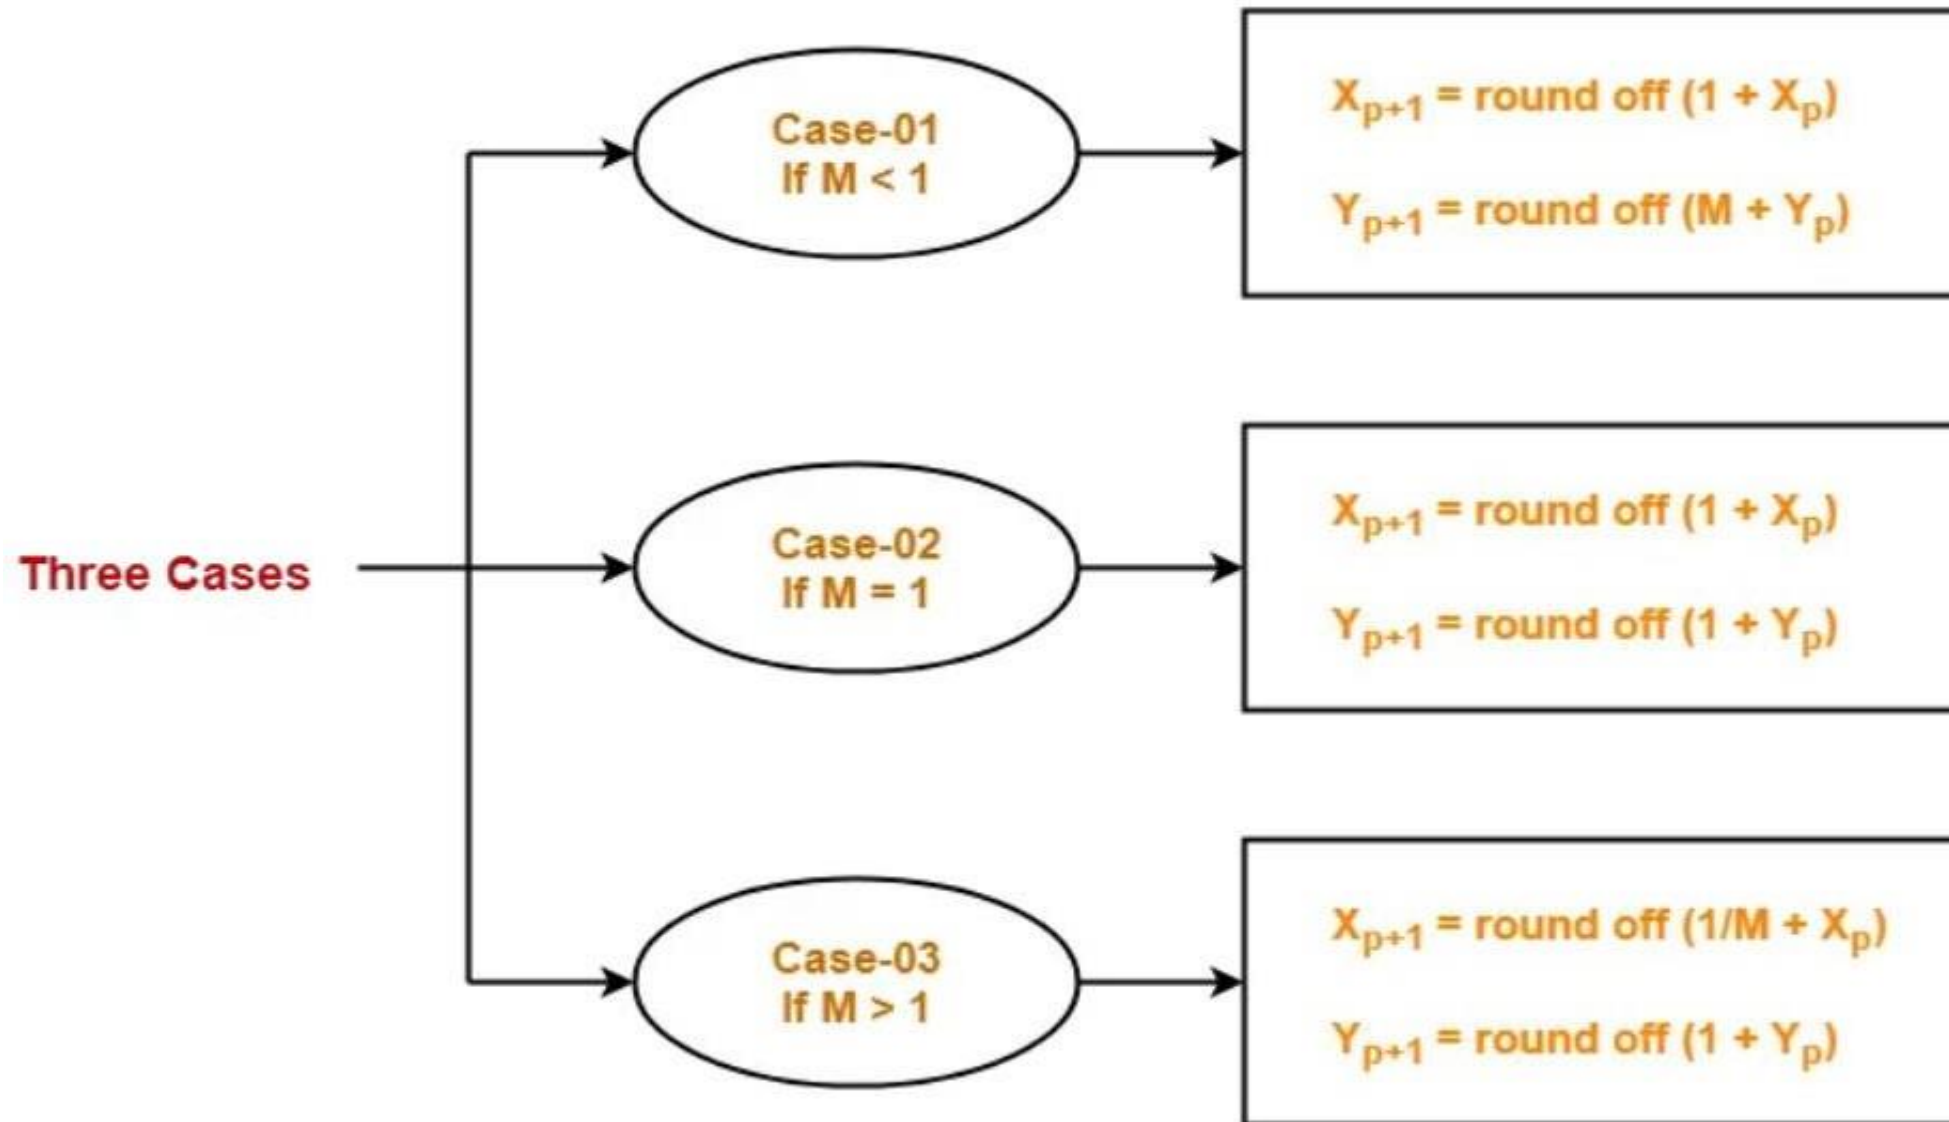 Case-01
If M < 1
Xp+1 = round off (1 + Xp)
Yp+1 = round off (M + Yp)
Three Cases
Case-02
If M = 1
Xp+1 = round off (1 + Xp)
Yp+1 = round off (1 + Yp)
Case-03
If M > 1
Xp+1 = round off (1/M + Xp)
Yp+1 = round off (1 + Yp)